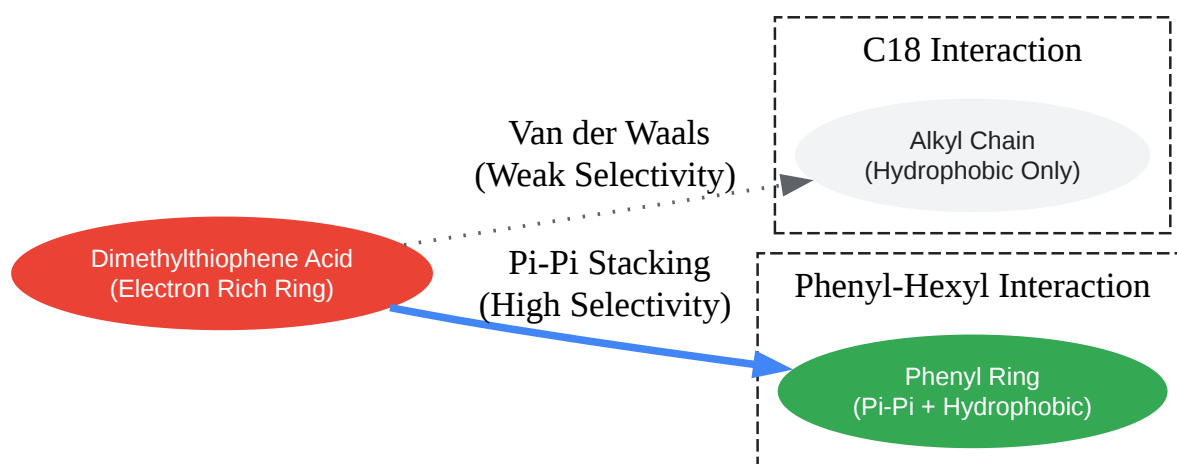 C18 Interaction
Alkyl Chain
(Hydrophobic Only)
Van der Waals
(Weak Selectivity)
Dimethylthiophene Acid
(Electron Rich Ring)
Pi-Pi Stacking
(High Selectivity)
Phenyl-Hexyl Interaction
Phenyl Ring
(Pi-Pi + Hydrophobic)